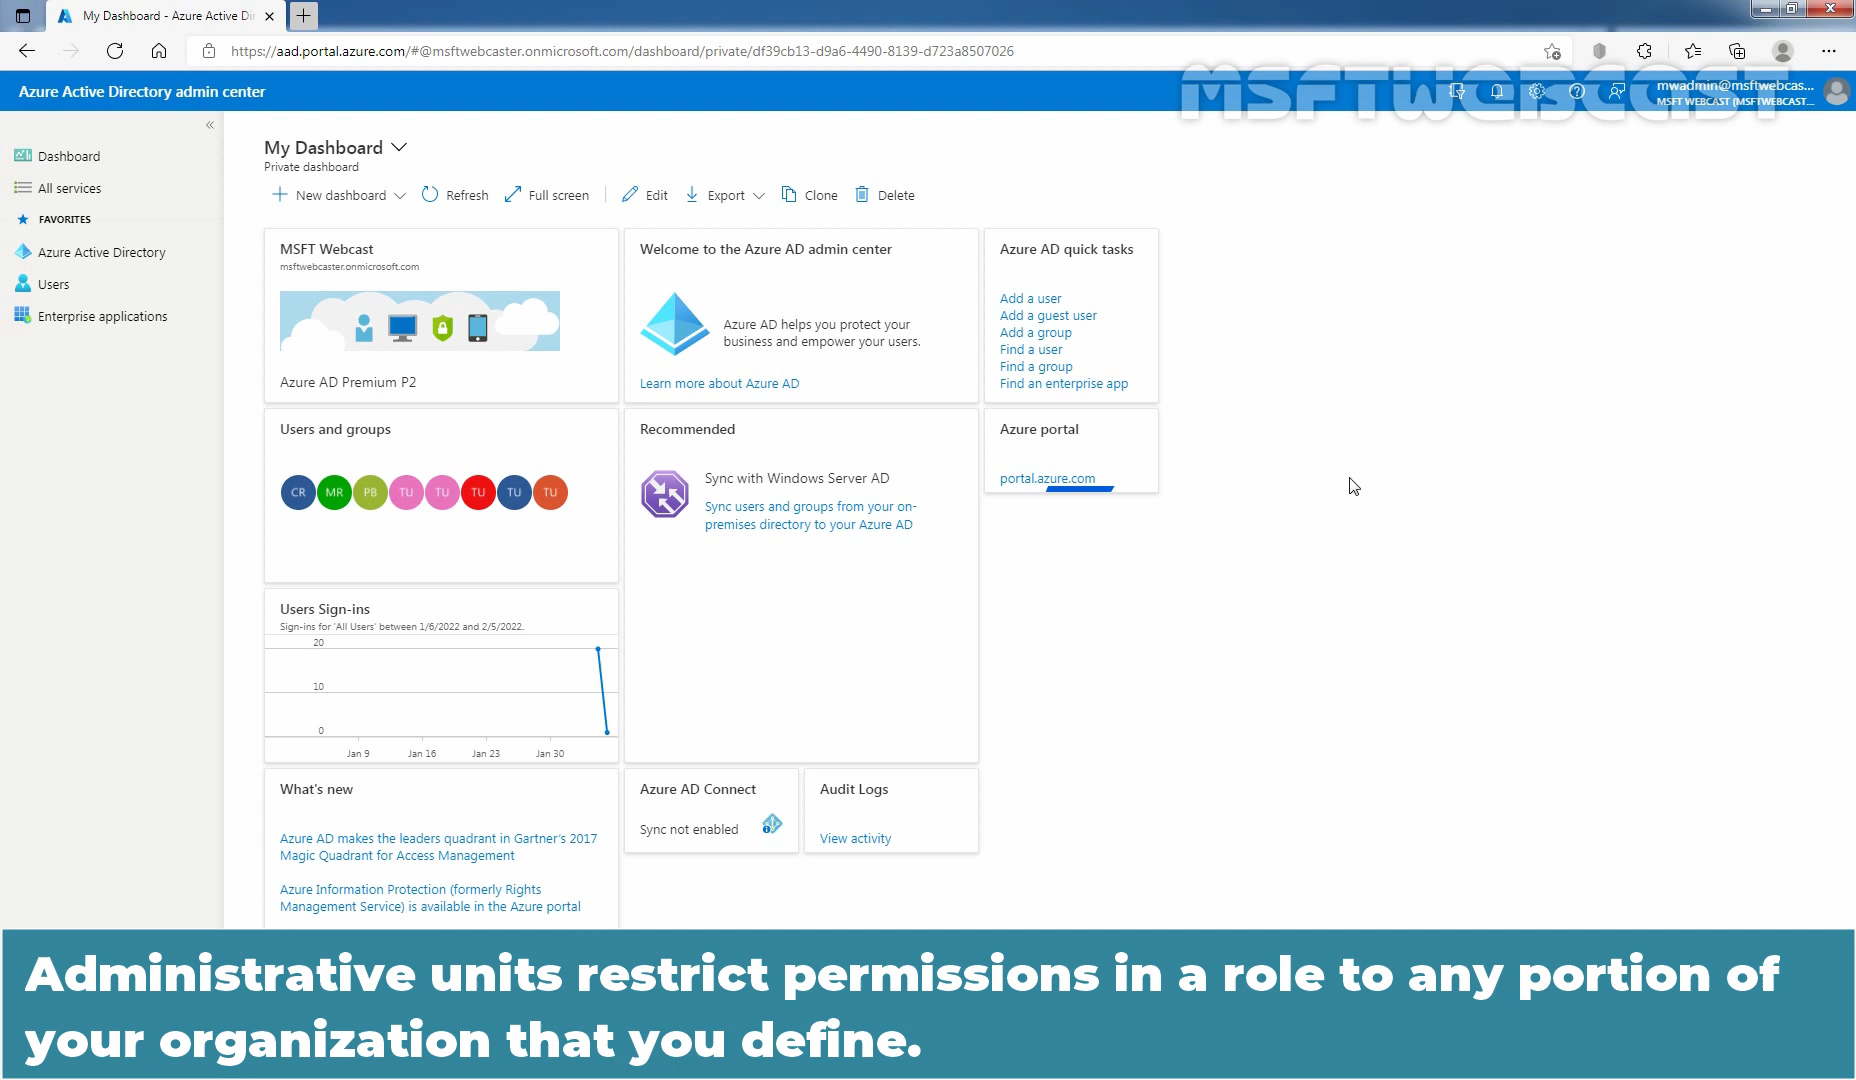 My Dashboard - Azure Active Di
https://aad.portal.azure.com/#@msftwebcaster.onmicrosoft.com/dashboard/private/df39cb13-d9a6-4490-8139-d723a8507026
MSFTWEBCAST
Azure Active Directory admin center
mwadmin@msftwebcas...
MSFT WEBCAST (MSFTWEBCAST...
Dashboard
All services
FAVORITES
Azure Active Directory
Users
Enterprise applications
My Dashboard
Private dashboard
New dashboard Refresh Full screen Edit Export Clone Delete
MSFT Webcast
msftwebcaster.onmicrosoft.com
Azure AD Premium P2
Welcome to the Azure AD admin center
Azure AD helps you protect your
business and empower your users.
Learn more about Azure AD
Azure AD quick tasks
Add a user
Add a guest user
Add a group
Find a user
Find a group
Find an enterprise app
Users and groups
CR MR PB TU TU TU TU TU
Recommended
Sync with Windows Server AD
Sync users and groups from your on-
premises directory to your Azure AD
Azure portal
portal.azure.com
Users Sign-ins
Sign-ins for 'All Users' between 1/6/2022 and 2/5/2022.
20
10
0
Jan 9 Jan 16 Jan 23 Jan 30
What's new
Azure AD makes the leaders quadrant in Gartner's 2017
Magic Quadrant for Access Management
Azure Information Protection (formerly Rights
Management Service) is available in the Azure portal
Azure AD Connect
Sync not enabled
Audit Logs
View activity
Administrative units restrict permissions in a role to any portion of
your organization that you define.